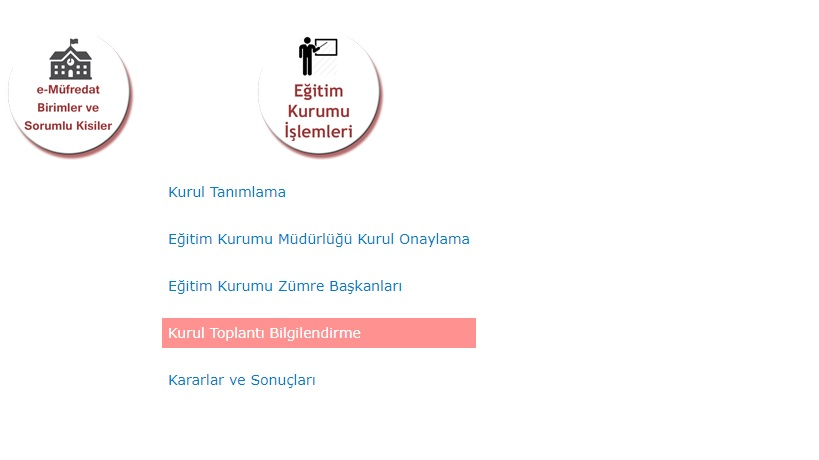 e-Müfredat
Birimler ve
Sorumlu Kisiler
Eğitim
Kurumu
İşlemleri
Kurul Tanımlama
Eğitim Kurumu Müdürlüğü Kurul Onaylama
Eğitim Kurumu Zümre Başkanları
Kurul Toplantı Bilgilendirme
Kararlar ve Sonuçları